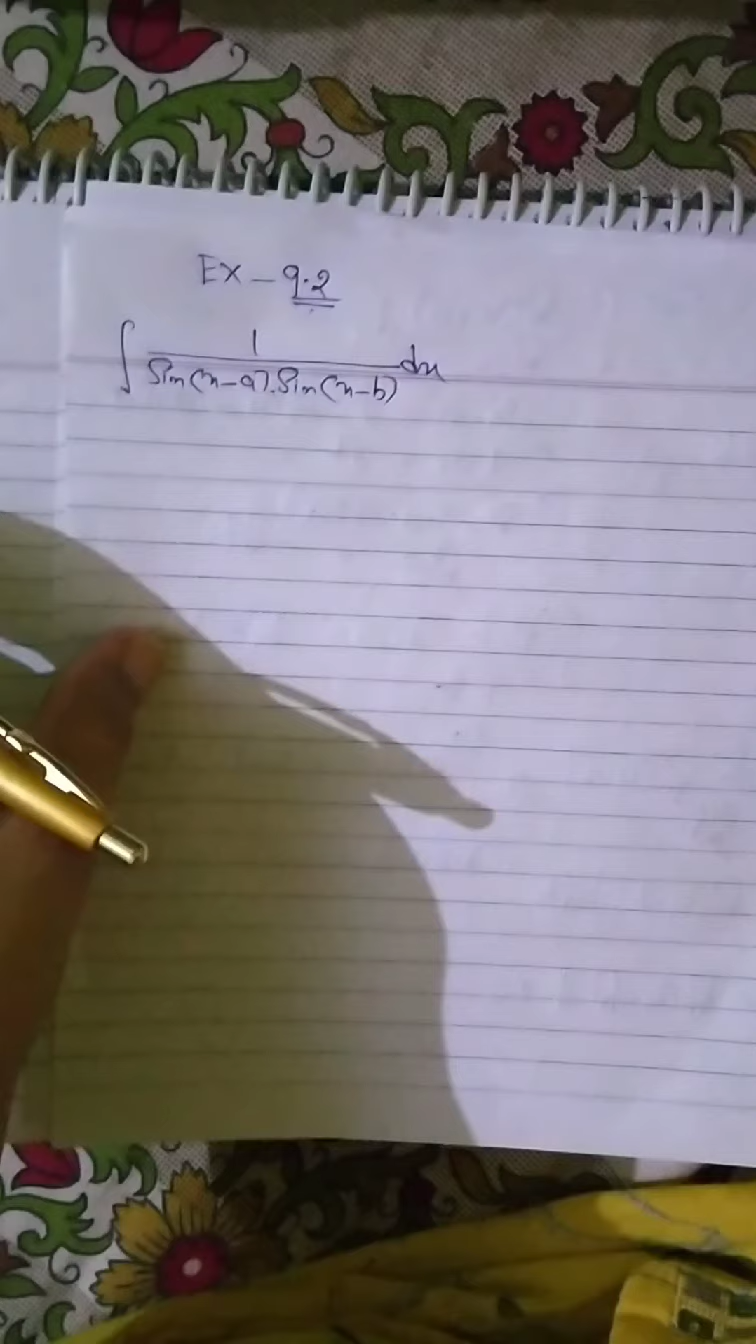 Ex - 9.2
∫ 1 / Sin(x-a).Sin(x-b) dx